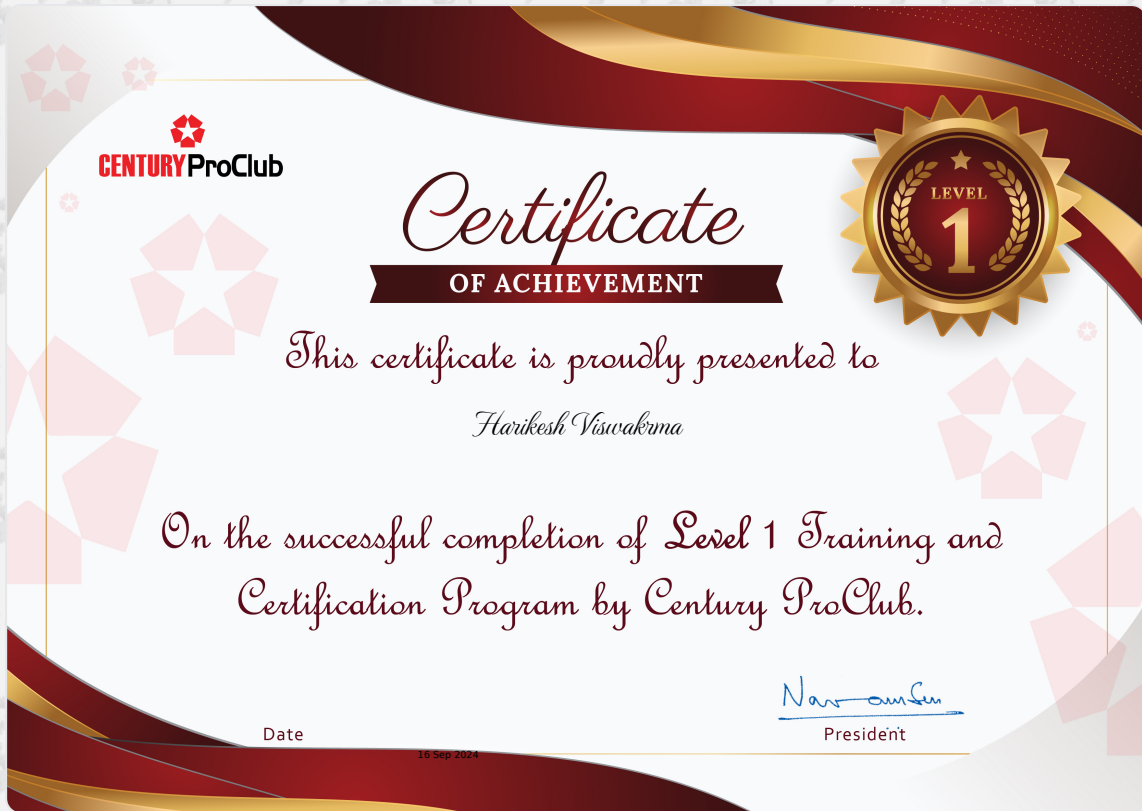 CENTURY ProClub
LEVEL
1
Certificate
OF ACHIEVEMENT
This certificate is proudly presented to
Harikesh Viswakrma
On the successful completion of Level 1 Training and
Certification Program by Century ProClub.
Date
President
16 Sep 2024